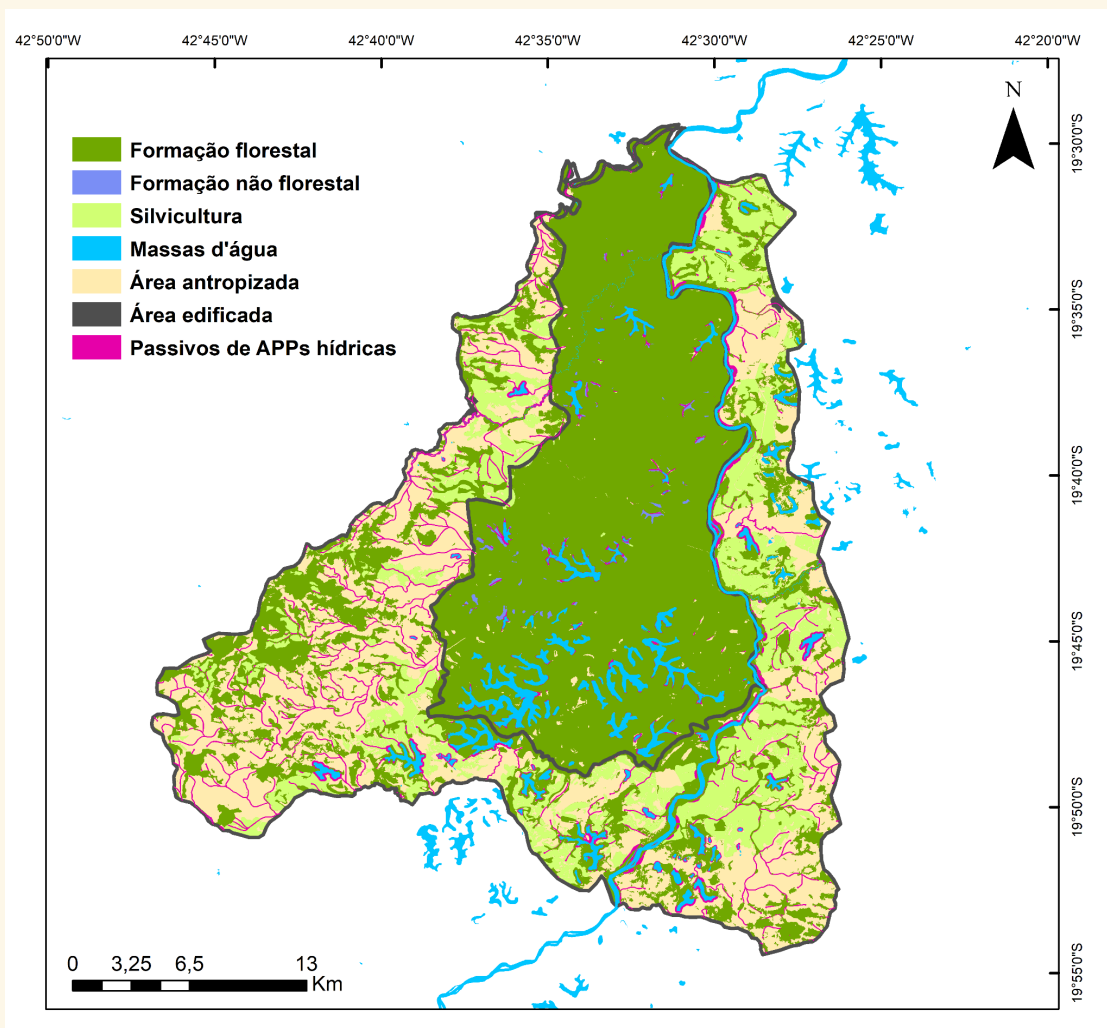 42°50'0"W 42°45'0"W 42°40'0"W 42°35'0"W 42°30'0"W 42°25'0"W 42°20'0"W
N
Formação florestal
Formação não florestal
Silvicultura
Massas d'água
Área antropizada
Área edificada
Passivos de APPs hídricas
19°30'0"S
19°35'0"S
19°40'0"S
19°45'0"S
19°50'0"S
19°55'0"S
0 3,25 6,5 13
Km